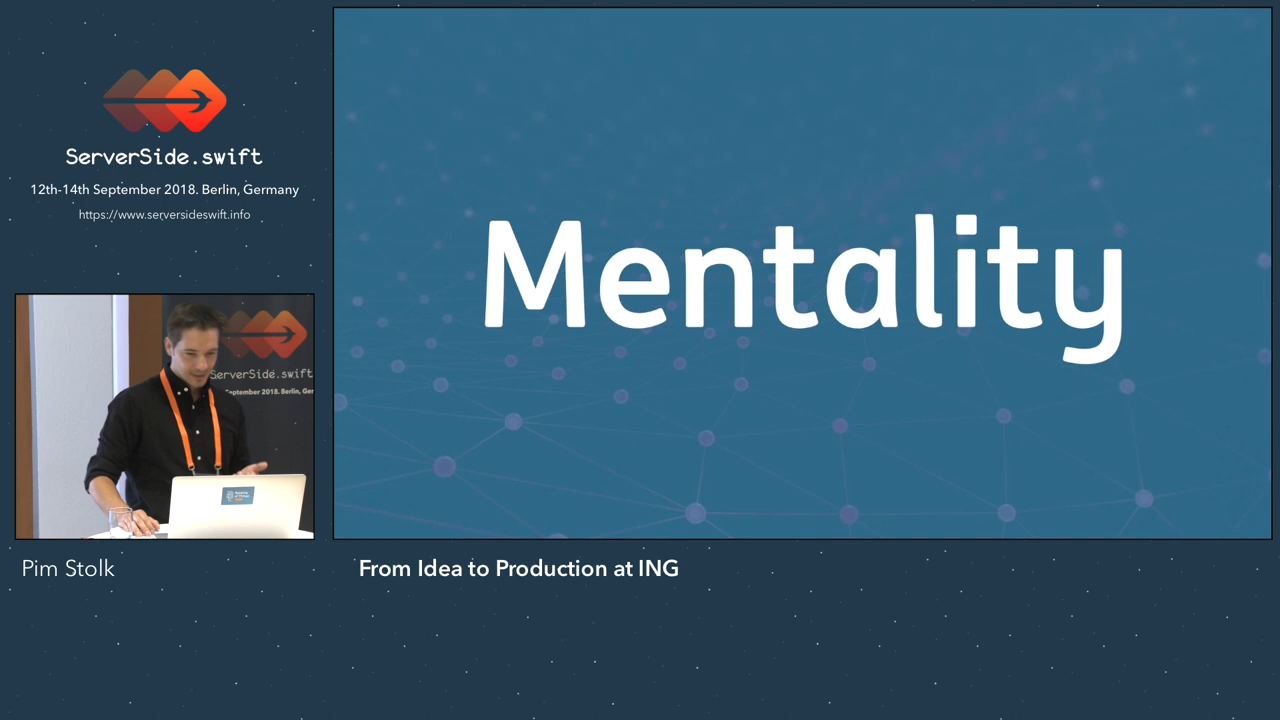 ServerSide.swift
12th-14th September 2018. Berlin, Germany
https://www.serversideswift.info
Mentality
ServerSide.swift
September 2018. Berlin, Ger
Pim Stolk
From Idea to Production at ING